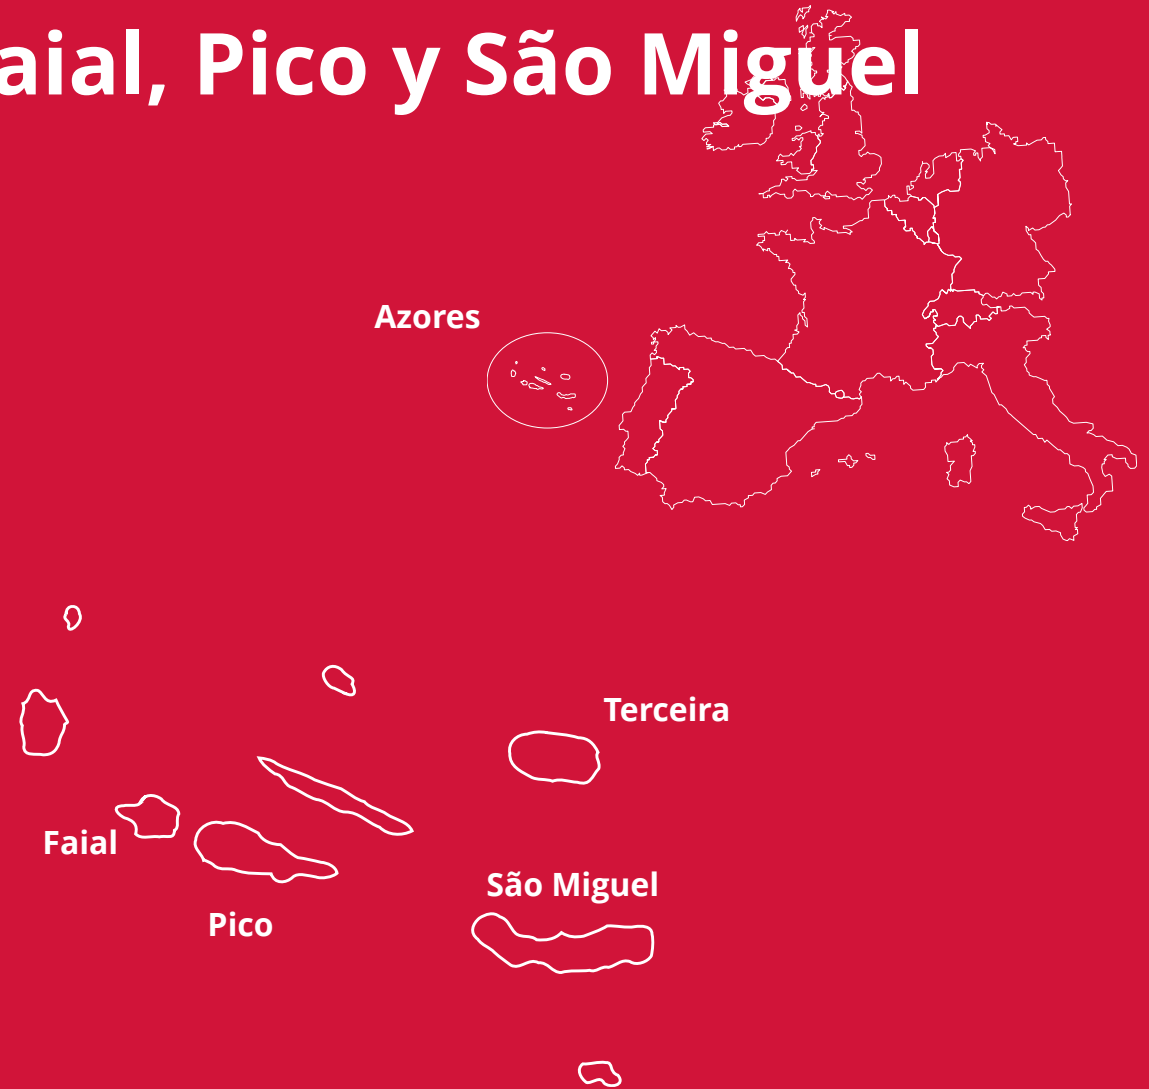 aial, Pico y São Miguel
Azores
Terceira
Faial
São Miguel
Pico